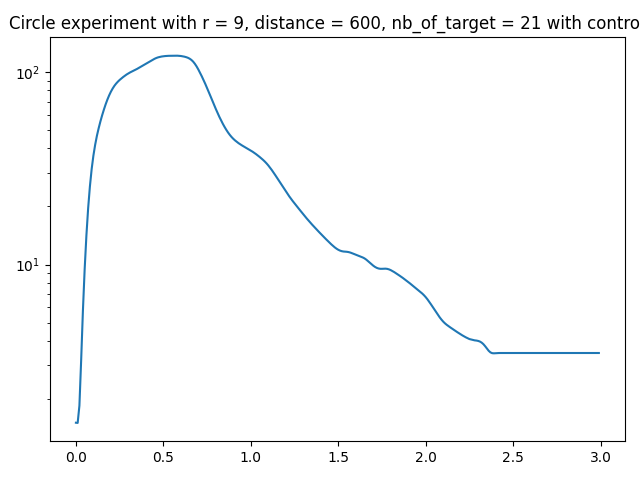 Circle experiment with r = 9, distance = 600, nb_of_target = 21 with contro
10²
10¹
0.0 0.5 1.0 1.5 2.0 2.5 3.0